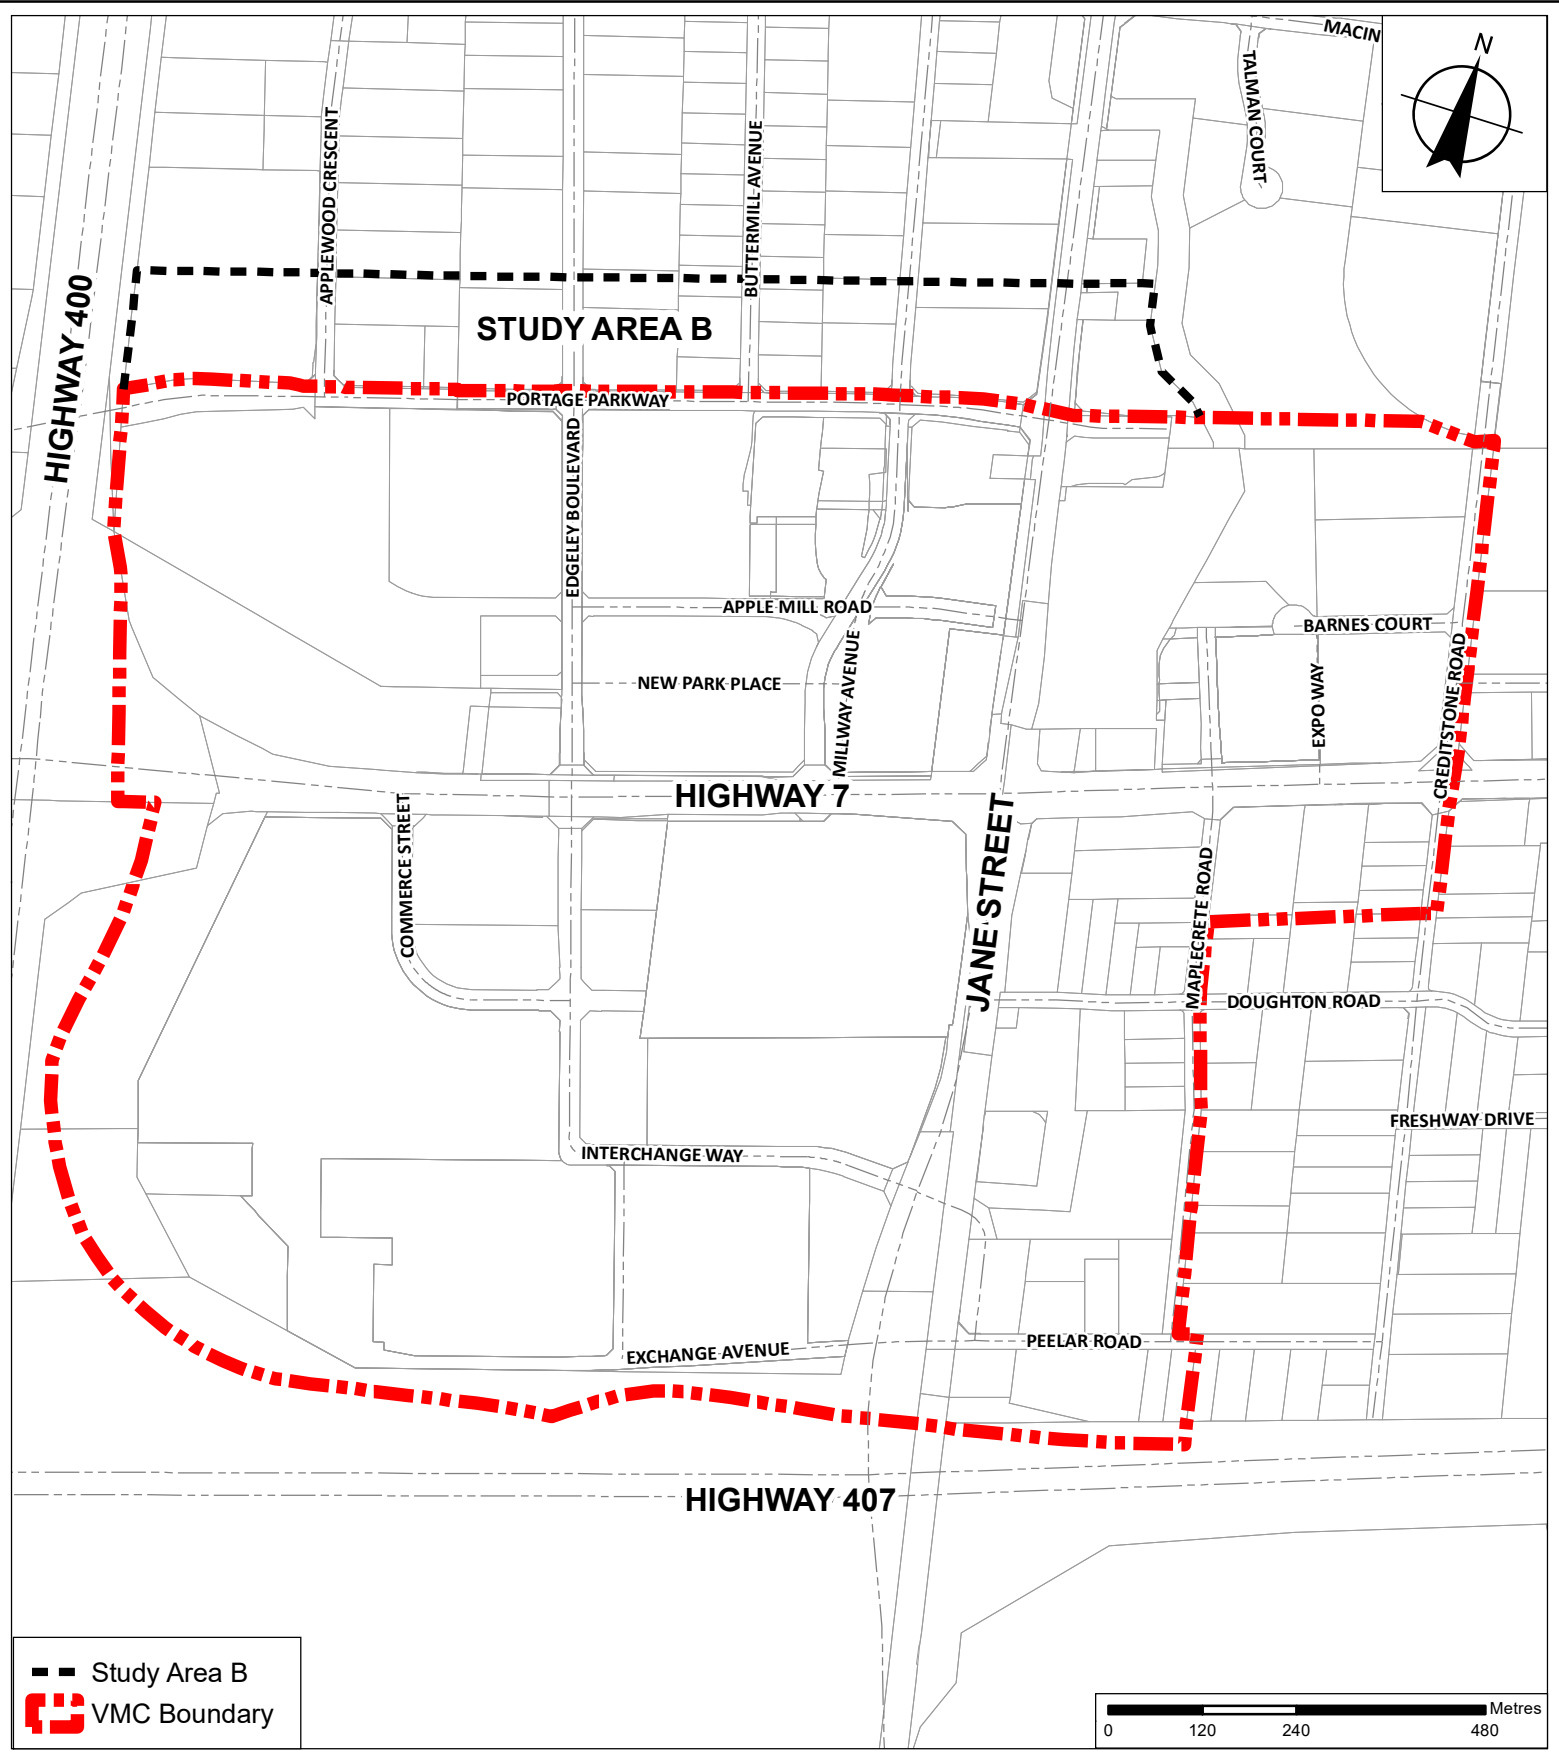 MACIN
N
TALMAN COURT
APPLEWOOD CRESCENT
BUTTERMILL AVENUE
HIGHWAY 400
STUDY AREA B
PORTAGE PARKWAY
EDGELEY BOULEVARD
APPLE MILL ROAD
BARNES COURT
NEW PARK PLACE
MILLWAY AVENUE
EXPO WAY
CREDITSTONE ROAD
HIGHWAY 7
COMMERCE STREET
JANE STREET
MAPLECRETE ROAD
DOUGHTON ROAD
FRESHWAY DRIVE
INTERCHANGE WAY
EXCHANGE AVENUE
PEELAR ROAD
HIGHWAY 407
Study Area B
VMC Boundary
Metres
0 120 240 480